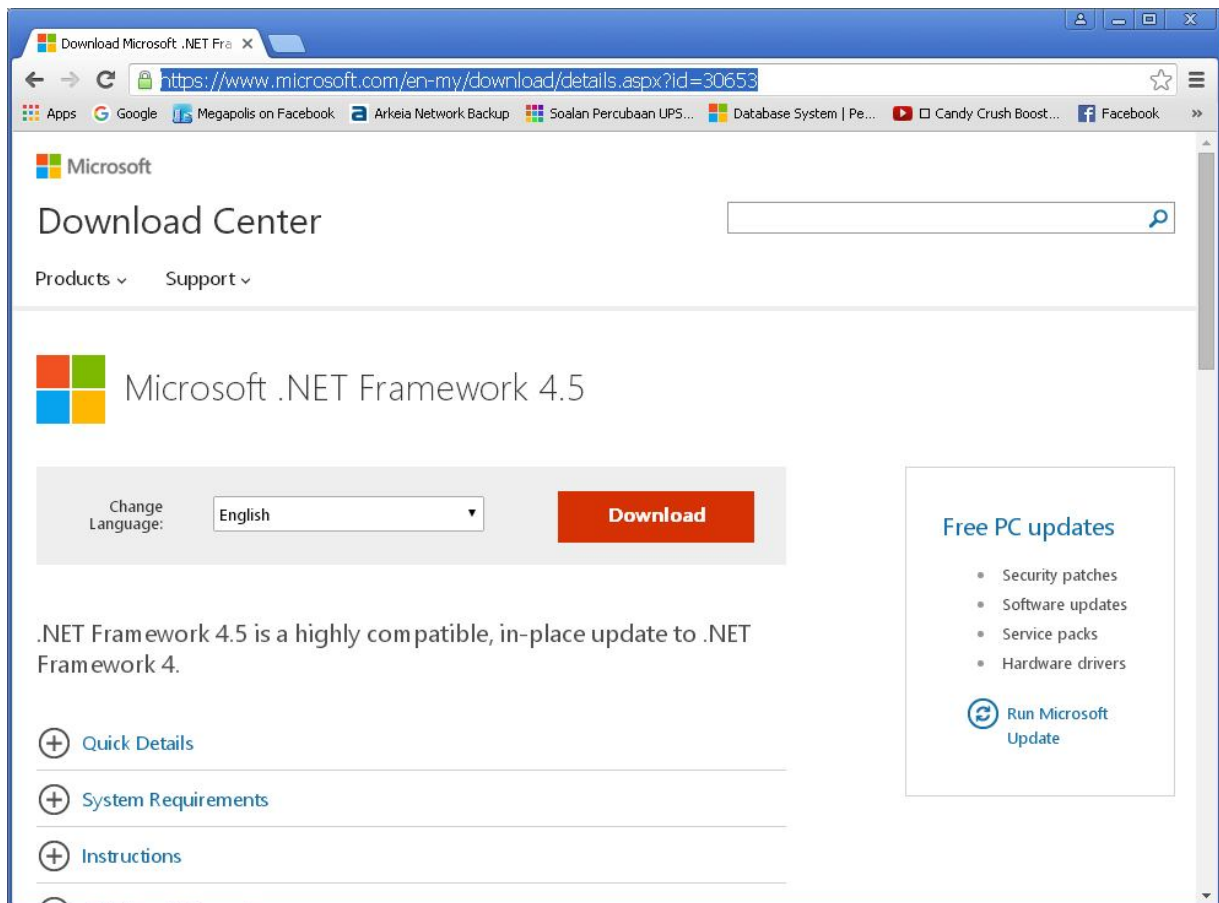 Download Microsoft .NET Fra
https://www.microsoft.com/en-my/download/details.aspx?id=30653
Apps Google Megapolis on Facebook Arkeia Network Backup Soalan Percubaan UPS... Database System | Pe... Candy Crush Boost... Facebook »
Microsoft
Download Center
Products Support
Microsoft .NET Framework 4.5
Change
Language:
English
Download
.NET Framework 4.5 is a highly compatible, in-place update to .NET
Framework 4.
Quick Details
System Requirements
Instructions
Free PC updates
Security patches
Software updates
Service packs
Hardware drivers
Run Microsoft
Update